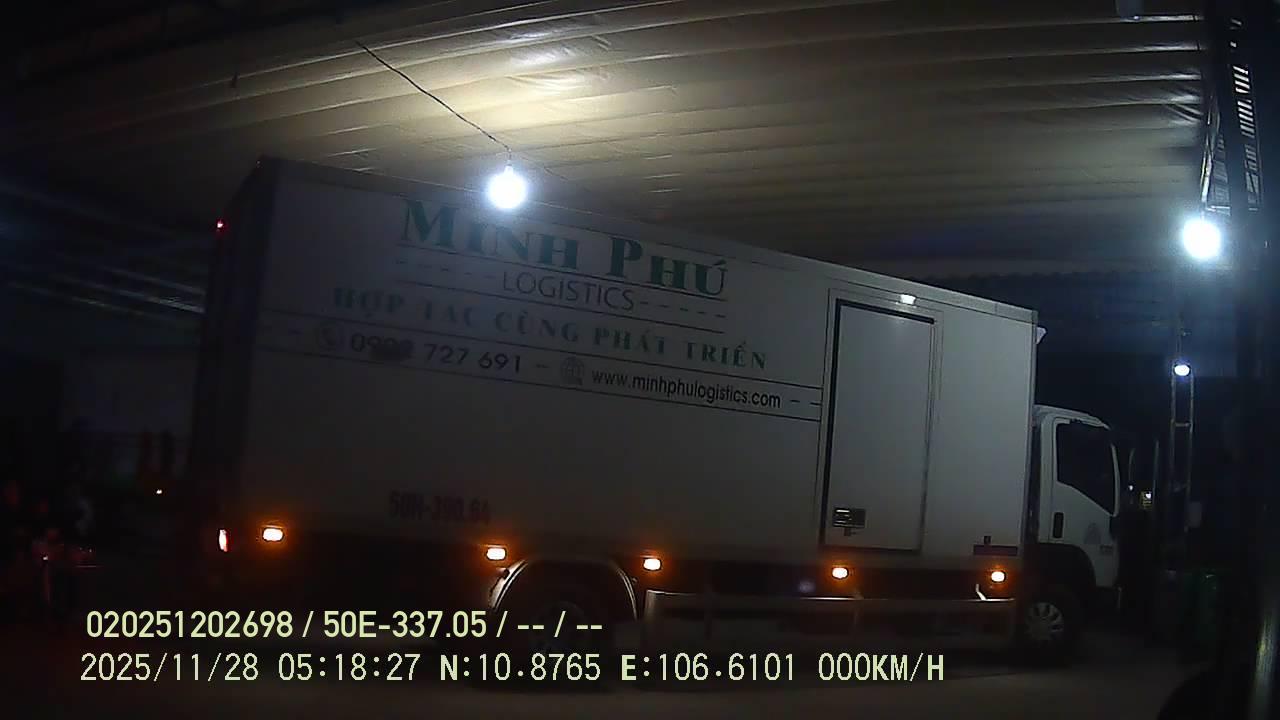 MINH PHÚ
LOGISTICS
HỢP TÁC CÙNG PHÁT TRIỂN
727 691 - www.minhphulogistics.com
020251202698 / 50E-337.05 / -- / --
2025/11/28 05:18:27 N:10.8765 E:106.6101 000KM/H